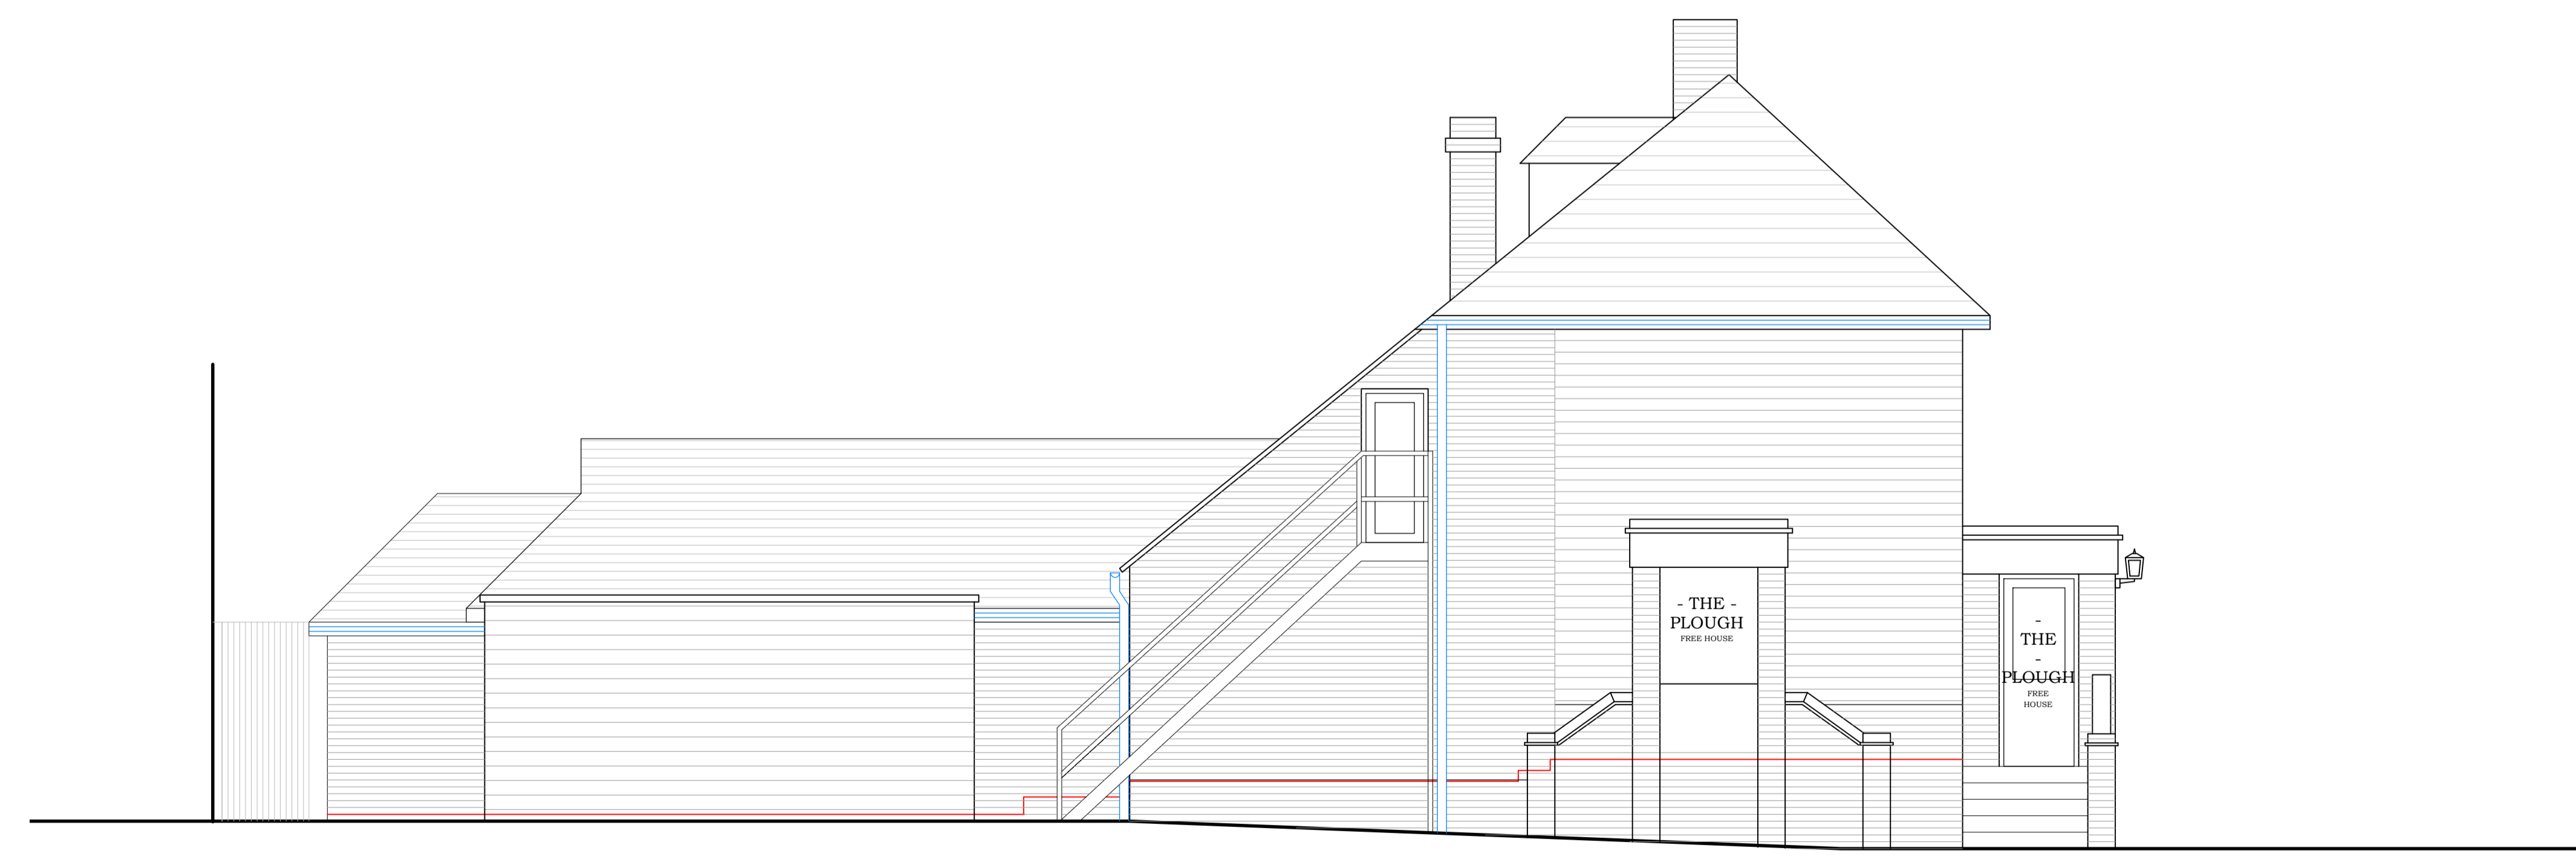 - THE -
PLOUGH
FREE HOUSE
-
THE
-
PLOUGH
FREE
HOUSE